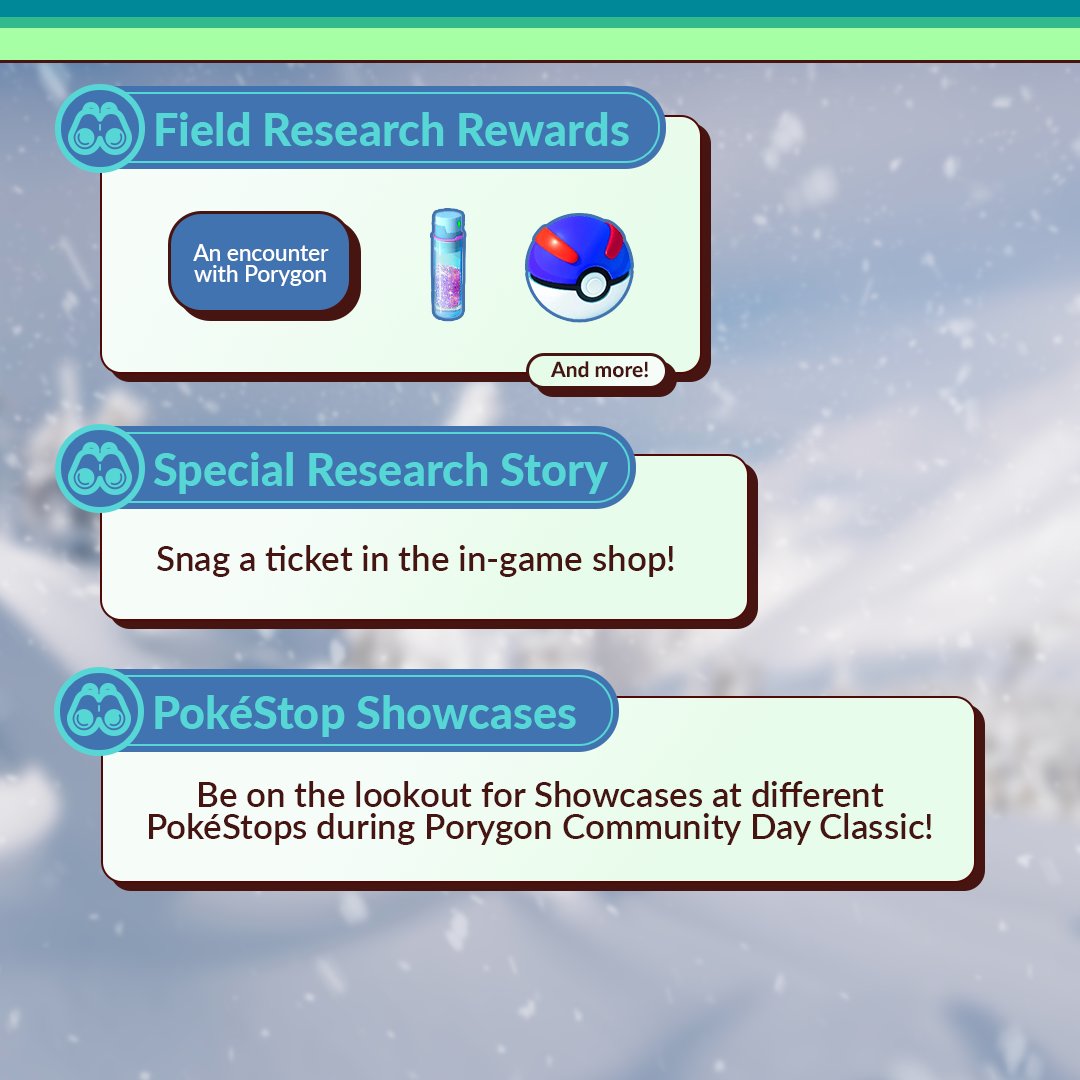 Field Research Rewards
An encounter
with Porygon
And more!
Special Research Story
Snag a ticket in the in-game shop!
PokéStop Showcases
Be on the lookout for Showcases at different
PokéStops during Porygon Community Day Classic!